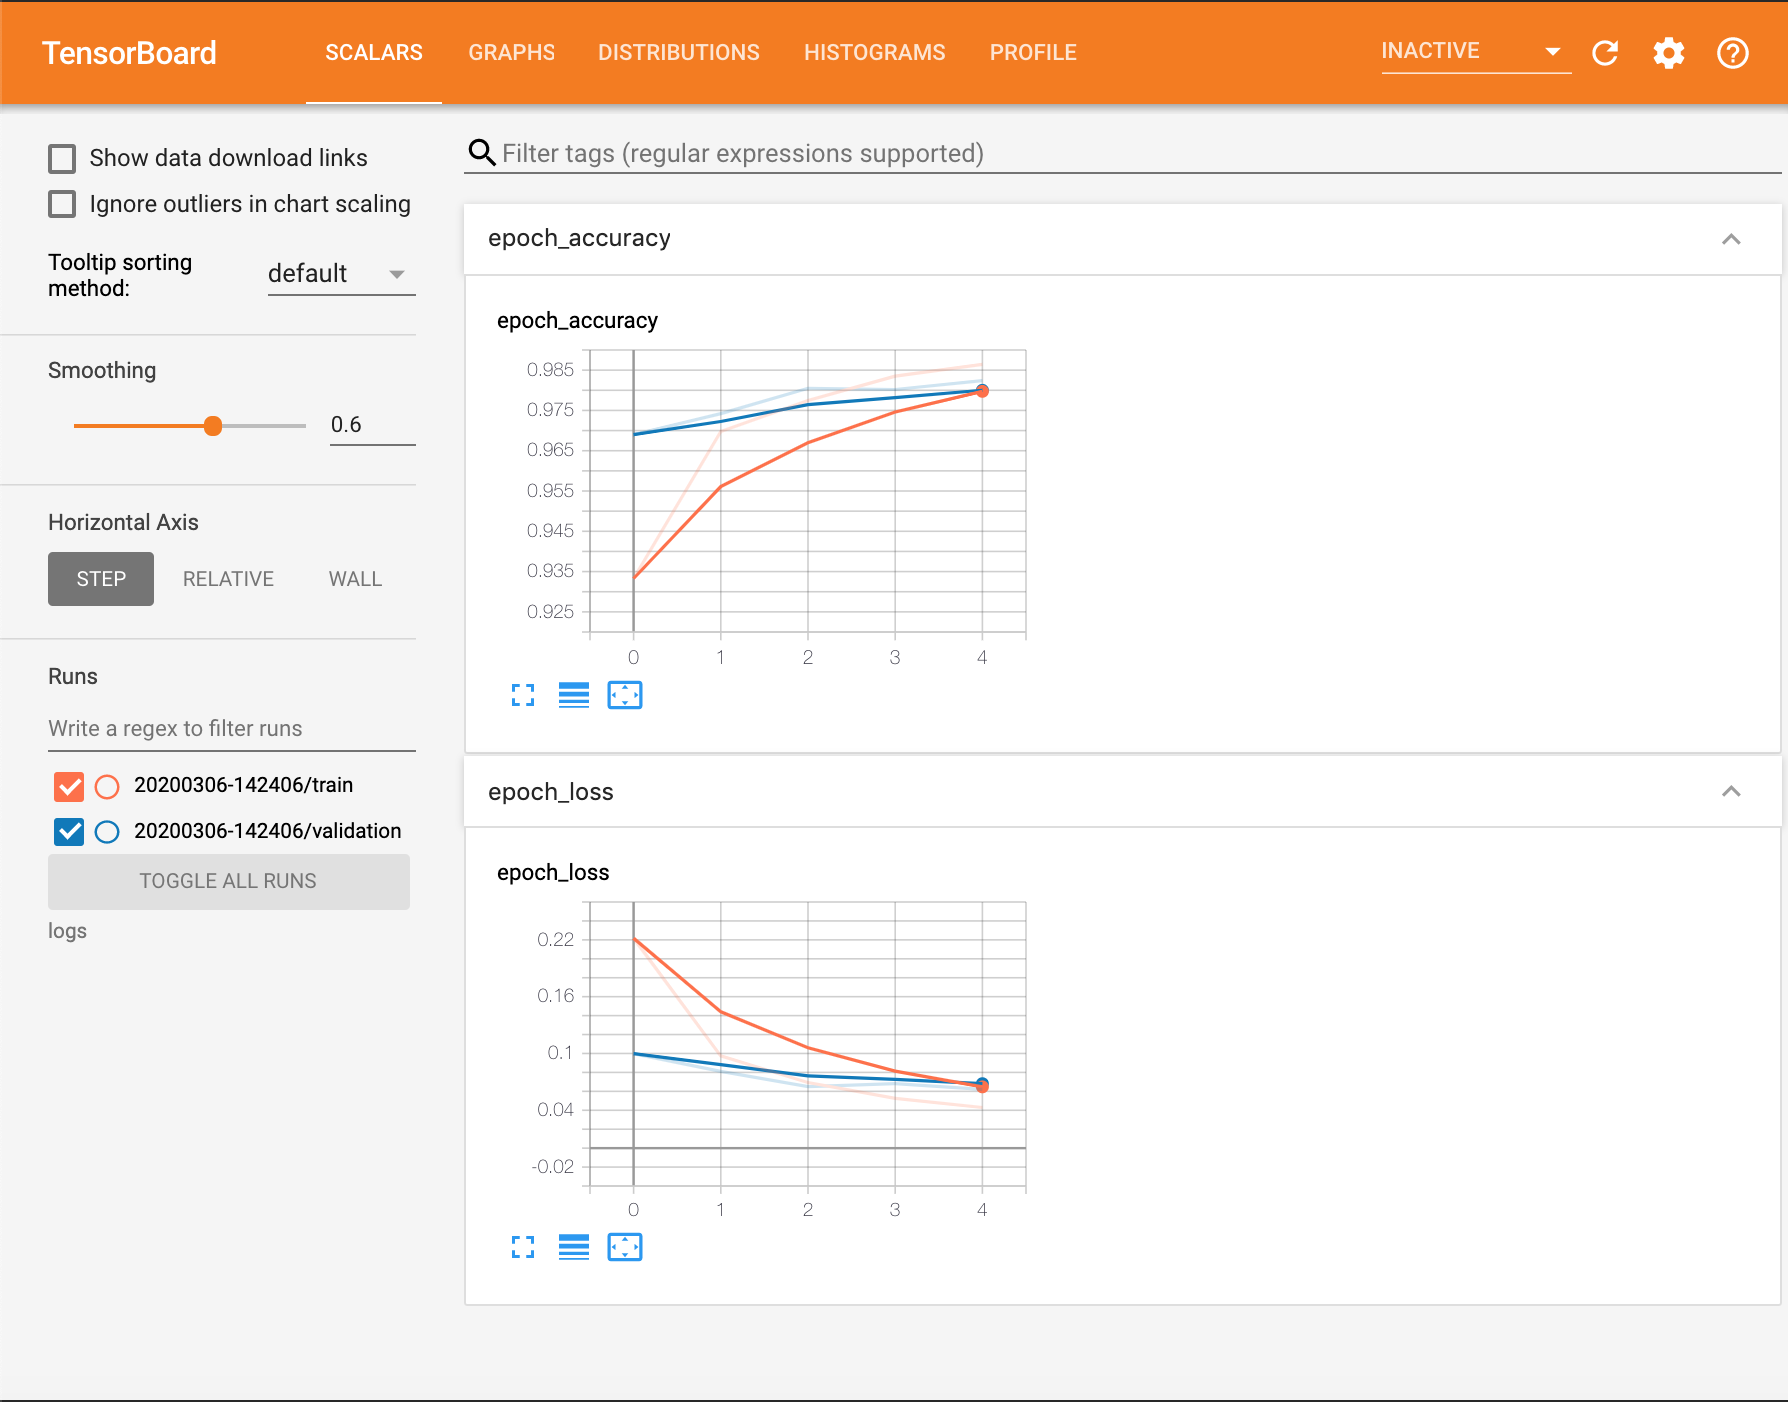 TensorBoard SCALARS GRAPHS DISTRIBUTIONS HISTOGRAMS PROFILE INACTIVE
Show data download links
Ignore outliers in chart scaling
Tooltip sorting
method:
default
Smoothing
0.6
Horizontal Axis
STEP RELATIVE WALL
Runs
Write a regex to filter runs
20200306-142406/train
20200306-142406/validation
TOGGLE ALL RUNS
logs
Filter tags (regular expressions supported)
epoch_accuracy
epoch_accuracy
0.985
0.975
0.965
0.955
0.945
0.935
0.925
0 1 2 3 4
epoch_loss
epoch_loss
0.22
0.16
0.1
0.04
-0.02
0 1 2 3 4